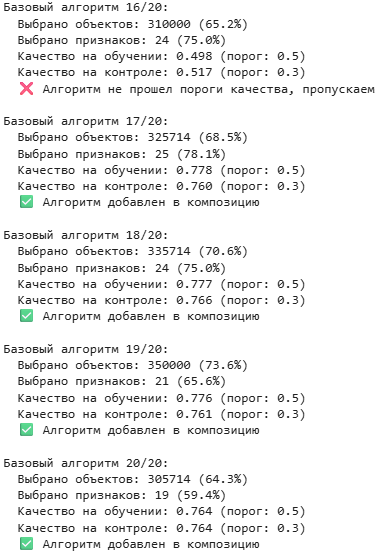 Базовый алгоритм 16/20:
Выбрано объектов: 310000 (65.2%)
Выбрано признаков: 24 (75.0%)
Качество на обучении: 0.498 (порог: 0.5)
Качество на контроле: 0.517 (порог: 0.3)
❌ Алгоритм не прошел пороги качества, пропускаем
Базовый алгоритм 17/20:
Выбрано объектов: 325714 (68.5%)
Выбрано признаков: 25 (78.1%)
Качество на обучении: 0.778 (порог: 0.5)
Качество на контроле: 0.760 (порог: 0.3)
✅ Алгоритм добавлен в композицию
Базовый алгоритм 18/20:
Выбрано объектов: 335714 (70.6%)
Выбрано признаков: 24 (75.0%)
Качество на обучении: 0.777 (порог: 0.5)
Качество на контроле: 0.766 (порог: 0.3)
✅ Алгоритм добавлен в композицию
Базовый алгоритм 19/20:
Выбрано объектов: 350000 (73.6%)
Выбрано признаков: 21 (65.6%)
Качество на обучении: 0.776 (порог: 0.5)
Качество на контроле: 0.761 (порог: 0.3)
✅ Алгоритм добавлен в композицию
Базовый алгоритм 20/20:
Выбрано объектов: 305714 (64.3%)
Выбрано признаков: 19 (59.4%)
Качество на обучении: 0.764 (порог: 0.5)
Качество на контроле: 0.764 (порог: 0.3)
✅ Алгоритм добавлен в композицию